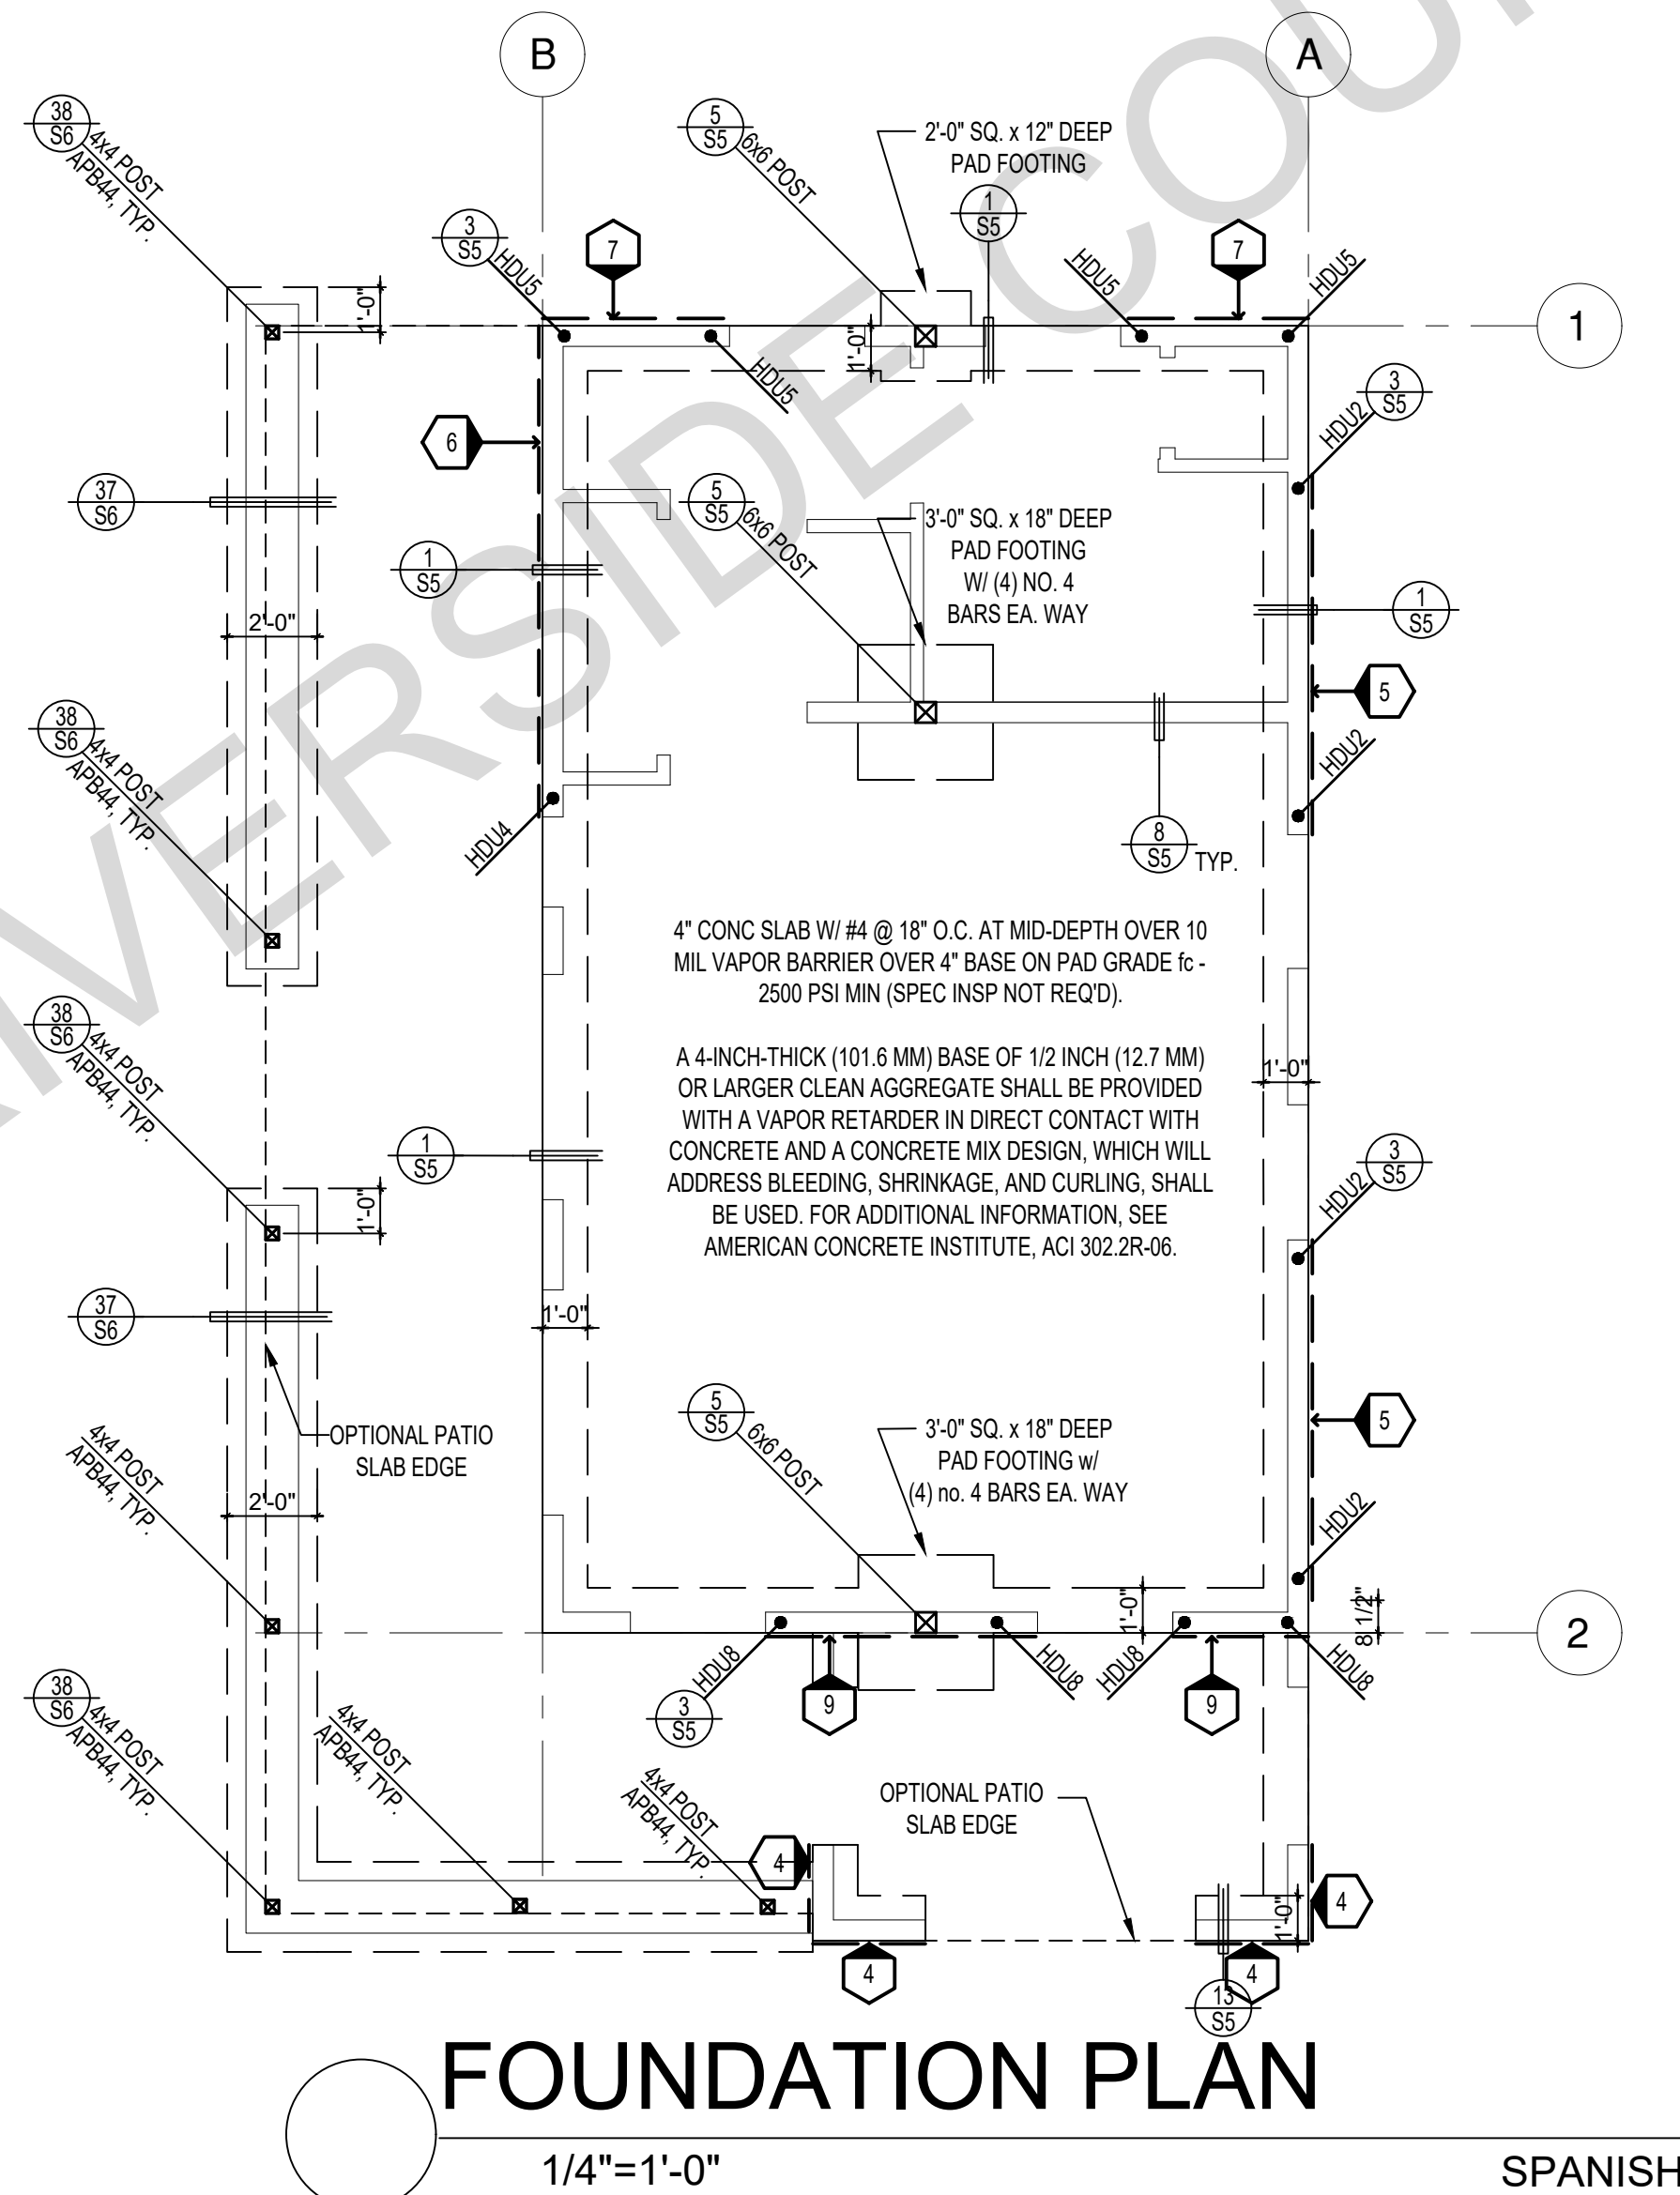 B
A
38
S6
4x4 POST
APB44, TYP.
5
S5
6x6 POST
2'-0" SQ. x 12" DEEP
PAD FOOTING
1
S5
3
S5
HDU5
7
7
HDU5
HDU5
1'-0"
1
1'-0"
HDU5
3
S5
HDU2
6
37
S6
5
S5
6x6 POST
3'-0" SQ. x 18" DEEP
PAD FOOTING
W/ (4) NO. 4
BARS EA. WAY
1
S5
1
S5
2'-0"
5
38
S6
4x4 POST
APB44, TYP.
HDU2
HDU4
8
S5
TYP.
4" CONC SLAB W/ #4 @ 18" O.C. AT MID-DEPTH OVER 10
MIL VAPOR BARRIER OVER 4" BASE ON PAD GRADE fc -
2500 PSI MIN (SPEC INSP NOT REQ'D).
38
S6
4x4 POST
APB44, TYP.
A 4-INCH-THICK (101.6 MM) BASE OF 1/2 INCH (12.7 MM)
OR LARGER CLEAN AGGREGATE SHALL BE PROVIDED
WITH A VAPOR RETARDER IN DIRECT CONTACT WITH
CONCRETE AND A CONCRETE MIX DESIGN, WHICH WILL
ADDRESS BLEEDING, SHRINKAGE, AND CURLING, SHALL
BE USED. FOR ADDITIONAL INFORMATION, SEE
AMERICAN CONCRETE INSTITUTE, ACI 302.2R-06.
1'-0"
1
S5
3
S5
HDU2
1'-0"
37
S6
1'-0"
OPTIONAL PATIO
SLAB EDGE
5
S5
6x6 POST
3'-0" SQ. x 18" DEEP
PAD FOOTING w/
(4) no. 4 BARS EA. WAY
5
4x4 POST
APB44, TYP.
2'-0"
HDU2
1'-0"
8 1/2"
2
HDU8
3
S5
9
HDU8
HDU8
9
HDU8
38
S6
4x4 POST
APB44, TYP.
4x4 POST
APB44, TYP.
4x4 POST
APB44, TYP.
OPTIONAL PATIO
SLAB EDGE
4
4
1'-0"
4
4
13
S5
FOUNDATION PLAN
1/4"=1'-0"
SPANISH